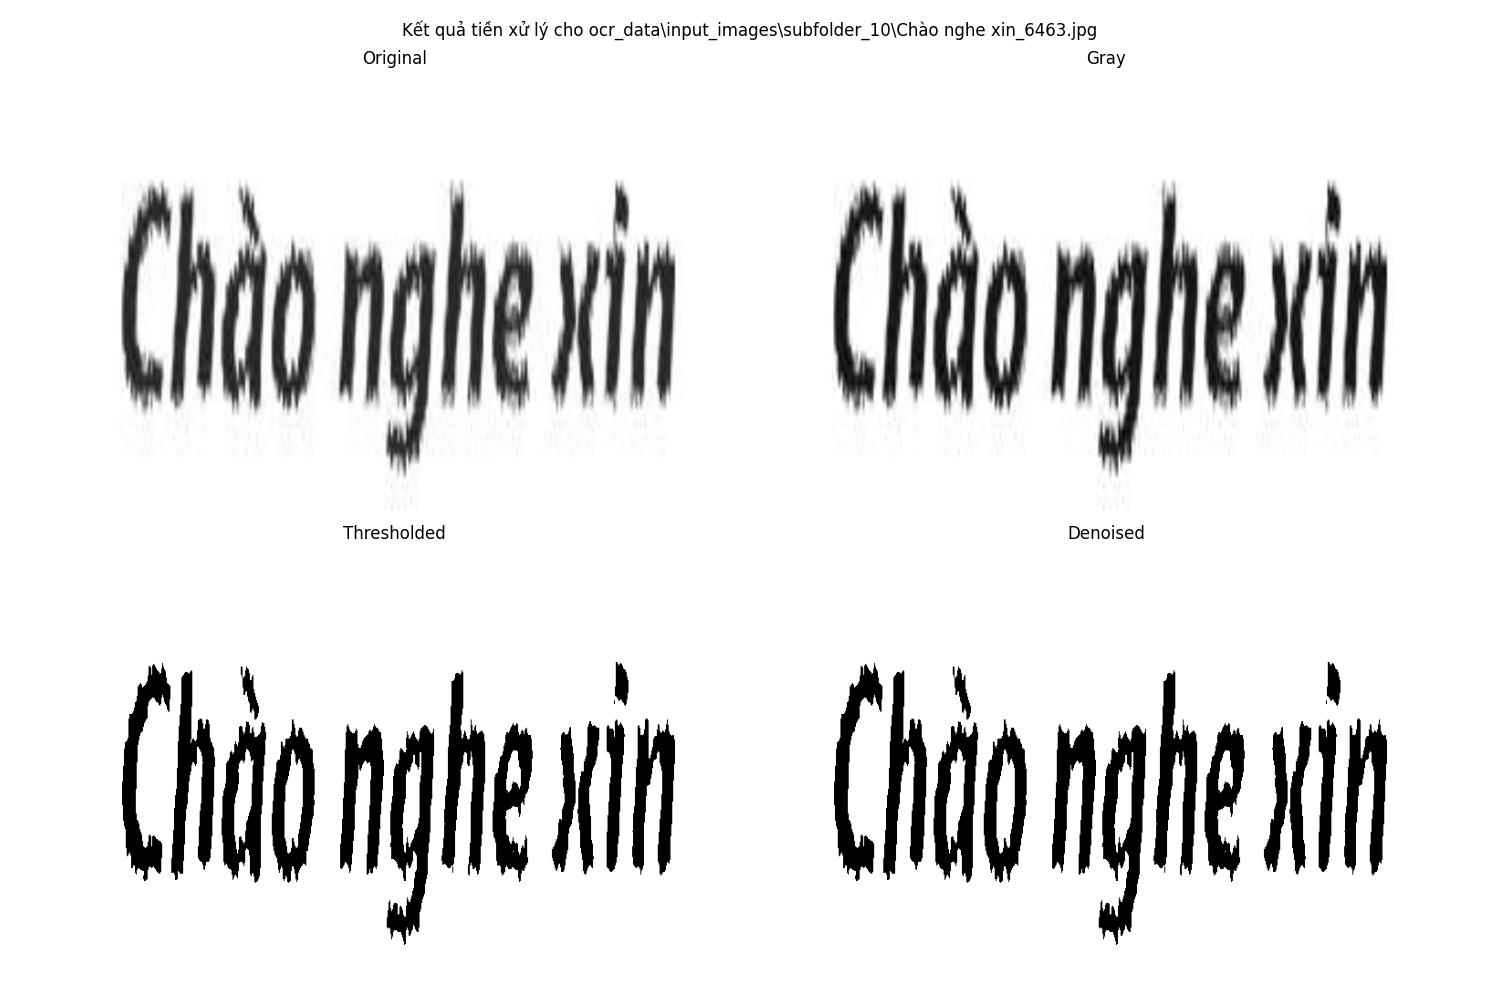 Kết quả tiền xử lý cho ocr_data\input_images\subfolder_10\Chào nghe xin_6463.jpg
Original
Gray
Chào nghe xin
Chào nghe xin
Thresholded
Denoised
Chào nghe xin
Chào nghe xin